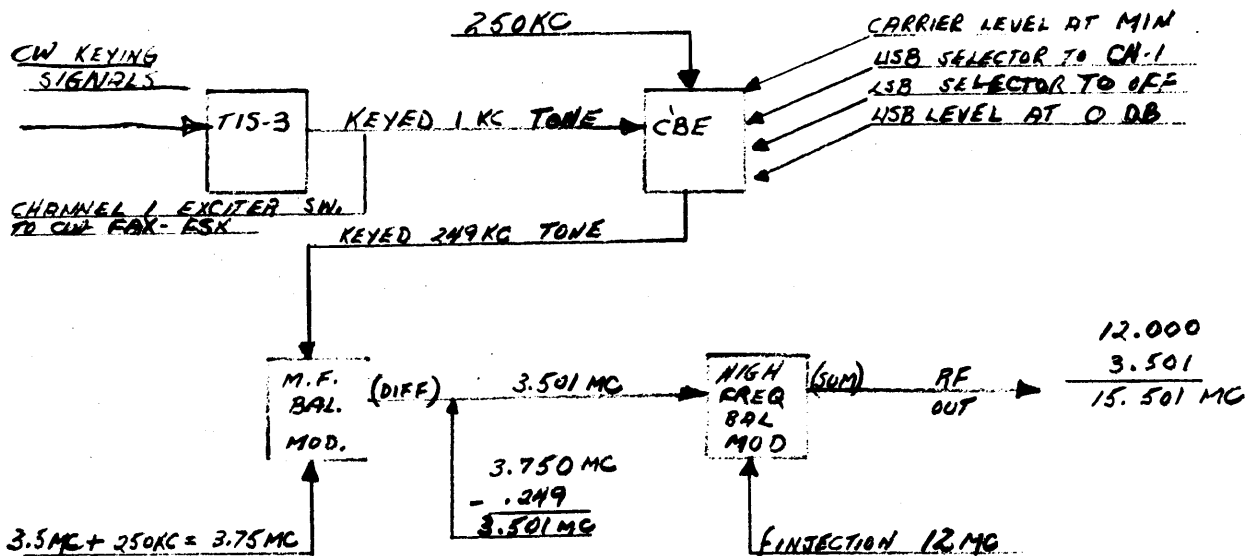 250KC
CARRIER LEVEL AT MIN
USB SELECTOR TO CH-1
LSB SELECTOR TO OFF
USB LEVEL AT 0 DB
CW KEYING
SIGNALS
TIS-3
KEYED 1 KC TONE
CBE
CHANNEL 1 EXCITER SW.
TO CW FAX-FSK
KEYED 249KC TONE
M.F.
BAL.
MOD.
(DIFF)
3.501 MC
HIGH
FREQ
BAL
MOD
(SUM)
RF
OUT
12.000
3.501
15.501 MC
3.750 MC
- .249
3.501 MC
3.5MC + 250KC = 3.75MC
INJECTION 12 MC